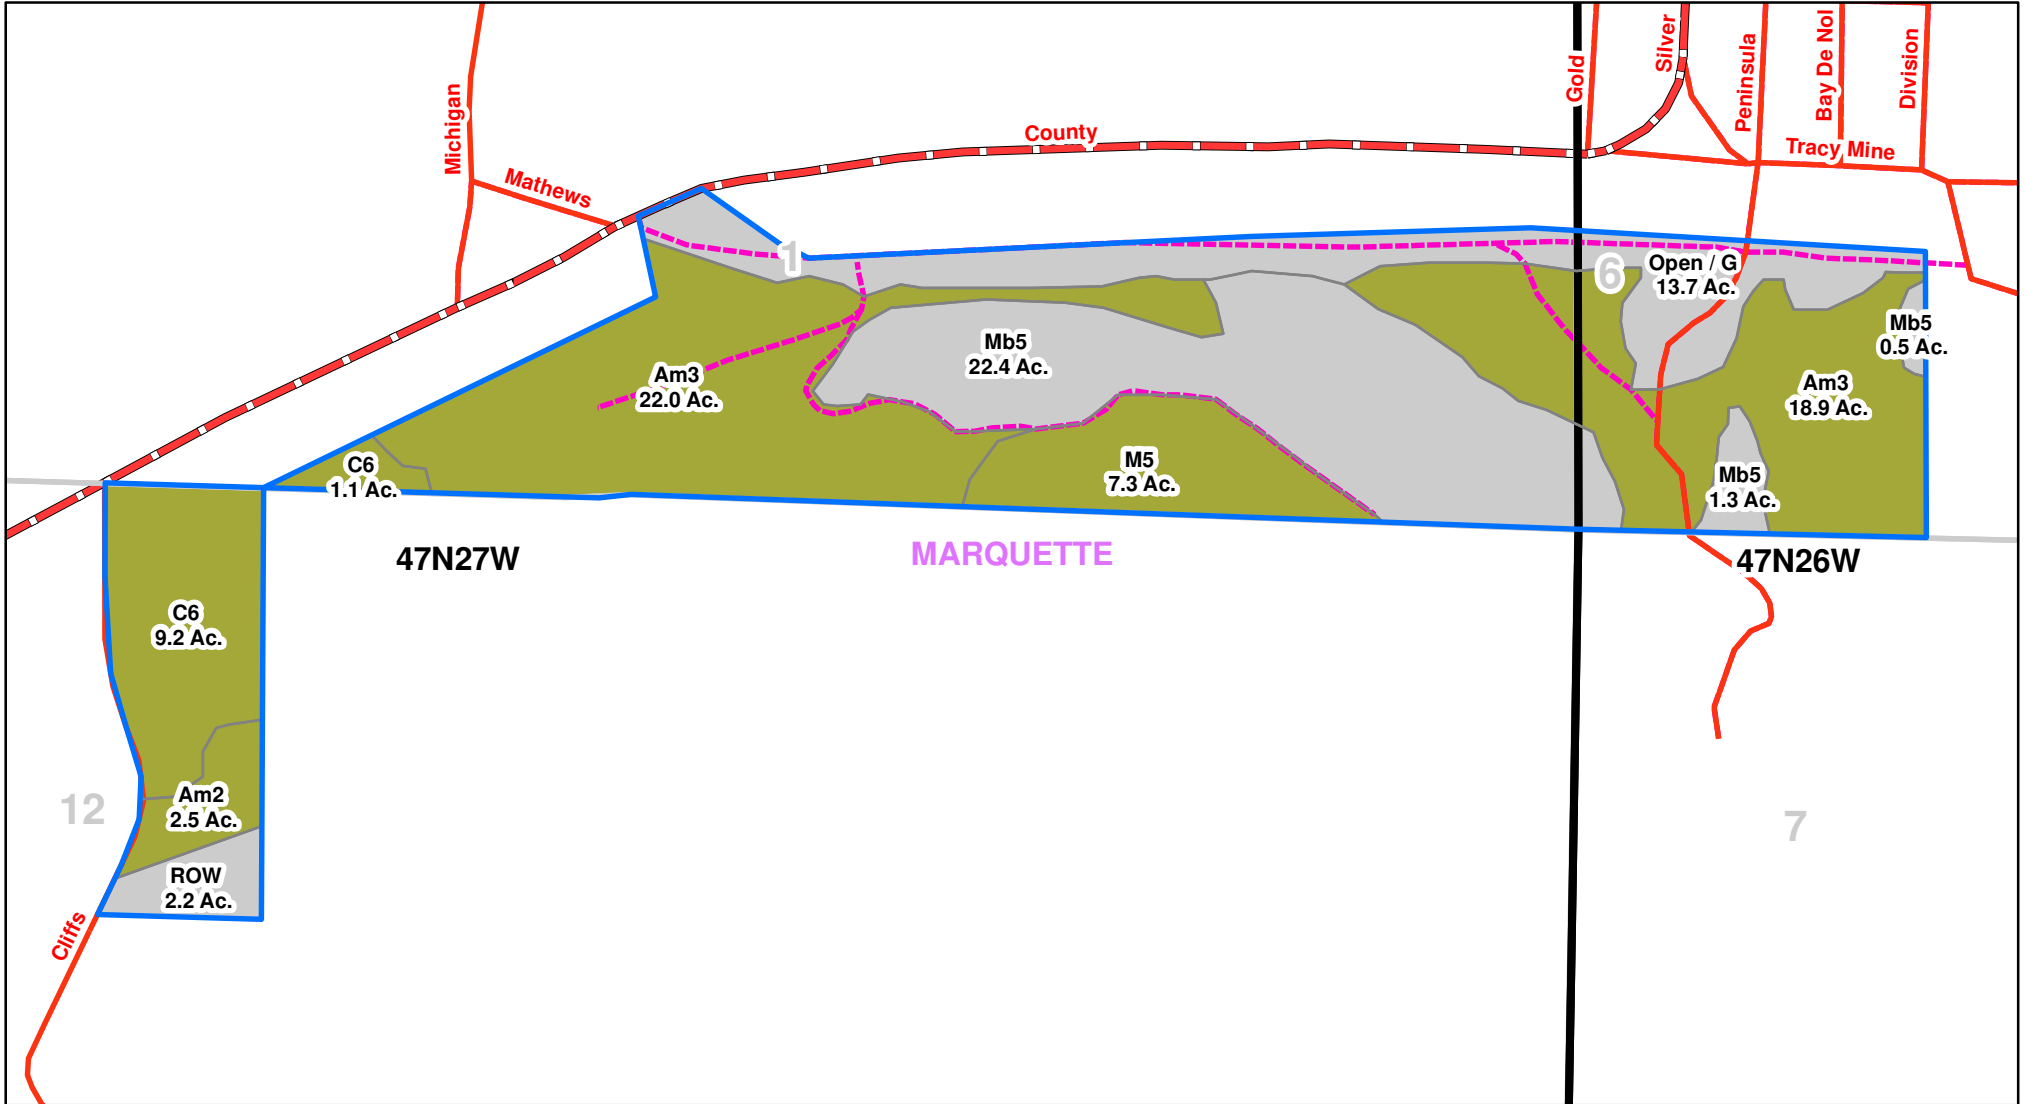 Michigan
Mathews
County
Gold
Silver
Peninsula
Bay De Nol
Division
Tracy Mine
1
6
Open / G
13.7 Ac.
Mb5
0.5 Ac.
Mb5
22.4 Ac.
Am3
22.0 Ac.
Am3
18.9 Ac.
C6
1.1 Ac.
M5
7.3 Ac.
Mb5
1.3 Ac.
47N27W
MARQUETTE
47N26W
C6
9.2 Ac.
12
Am2
2.5 Ac.
7
ROW
2.2 Ac.
Cliffs